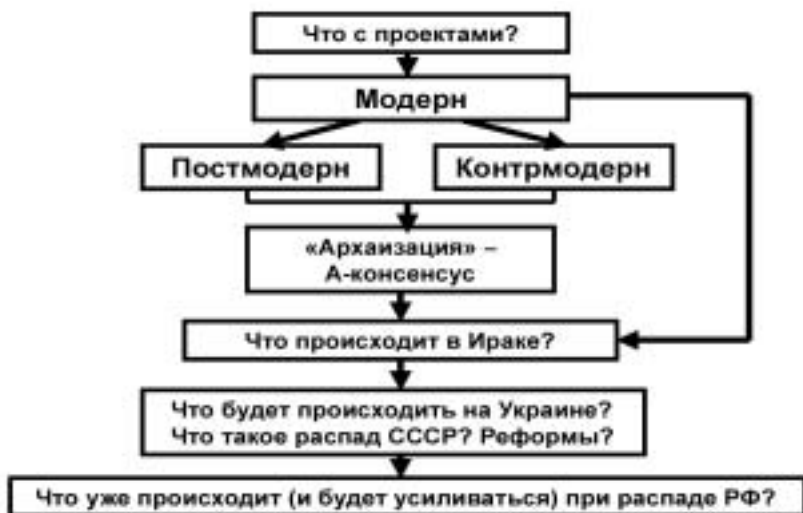 Что с проектами?
Модерн
Постмодерн
Контрмодерн
«Архаизация» –
А-консенсус
Что происходит в Ираке?
Что будет происходить на Украине?
Что такое распад СССР? Реформы?
Что уже происходит (и будет усиливаться) при распаде РФ?